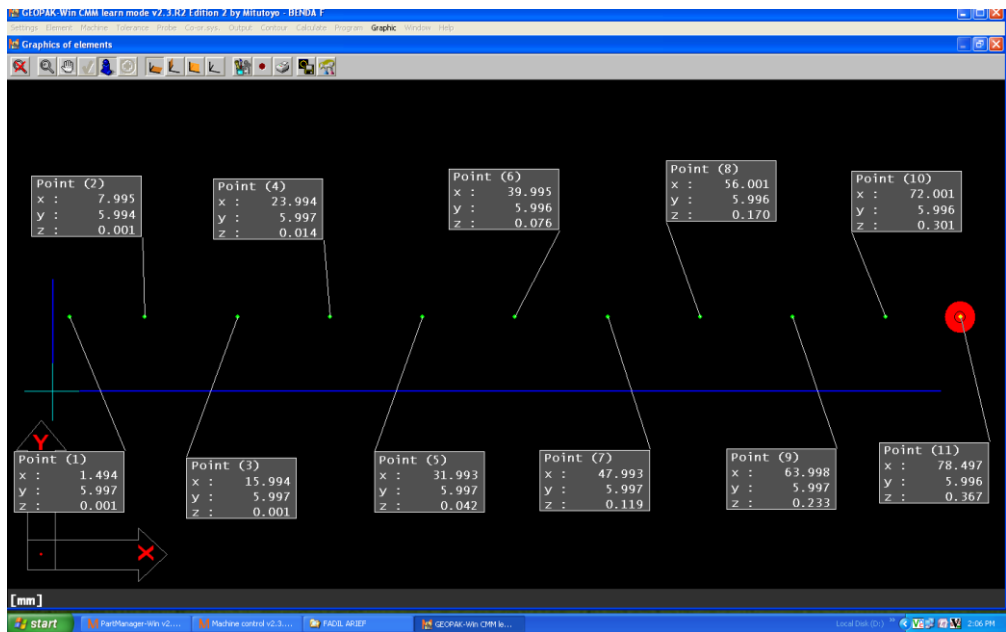 GEOPAK-Win CMM learn mode v2.3.R2 Edition 2 by Mitutoyo - BENDA F
Settings Element Machine Tolerance Probe Co-or.sys. Output Contour Calculate Program Graphic Window Help
Graphics of elements
Point (2)
x : 7.995
y : 5.994
z : 0.001
Point (4)
x : 23.994
y : 5.997
z : 0.014
Point (6)
x : 39.995
y : 5.996
z : 0.076
Point (8)
x : 56.001
y : 5.996
z : 0.170
Point (10)
x : 72.001
y : 5.996
z : 0.301
Y
Point (1)
x : 1.494
y : 5.997
z : 0.001
Point (3)
x : 15.994
y : 5.997
z : 0.001
Point (5)
x : 31.993
y : 5.997
z : 0.042
Point (7)
x : 47.993
y : 5.997
z : 0.119
Point (9)
x : 63.998
y : 5.997
z : 0.233
Point (11)
x : 78.497
y : 5.996
z : 0.367
X
[mm]
start PartManager-Win v2.... Machine control v2.3.... FADIL ARIEF GEOPAK-Win CMM le... Local Disk (D:) 2:06 PM